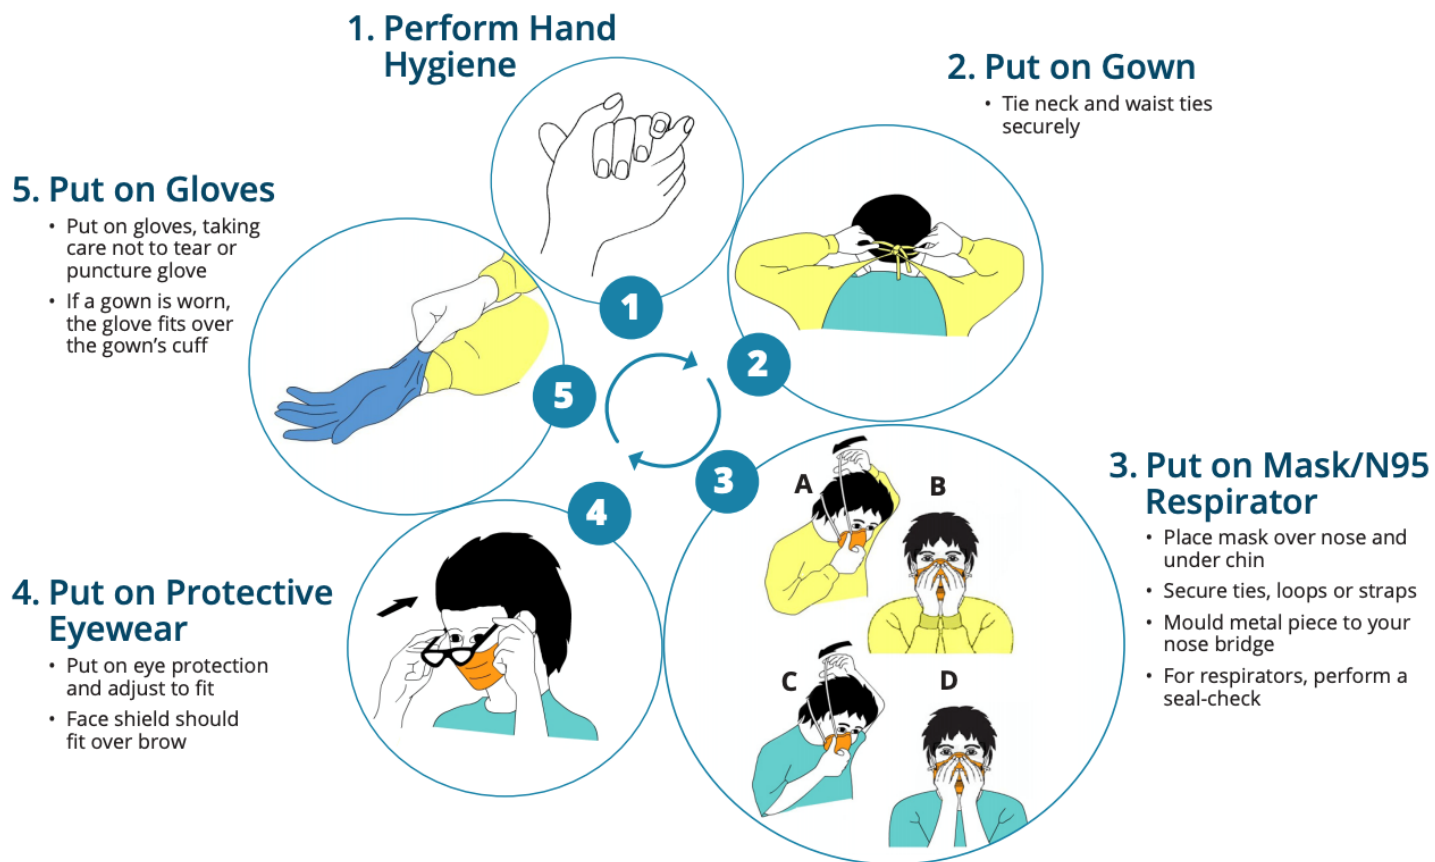 1. Perform Hand
Hygiene
1
2. Put on Gown
• Tie neck and waist ties
securely
2
3. Put on Mask/N95
Respirator
• Place mask over nose and
under chin
• Secure ties, loops or straps
• Mould metal piece to your
nose bridge
• For respirators, perform a
seal-check
3
A
B
C
D
4. Put on Protective
Eyewear
• Put on eye protection
and adjust to fit
• Face shield should
fit over brow
4
5. Put on Gloves
• Put on gloves, taking
care not to tear or
puncture glove
• If a gown is worn,
the glove fits over
the gown’s cuff
5